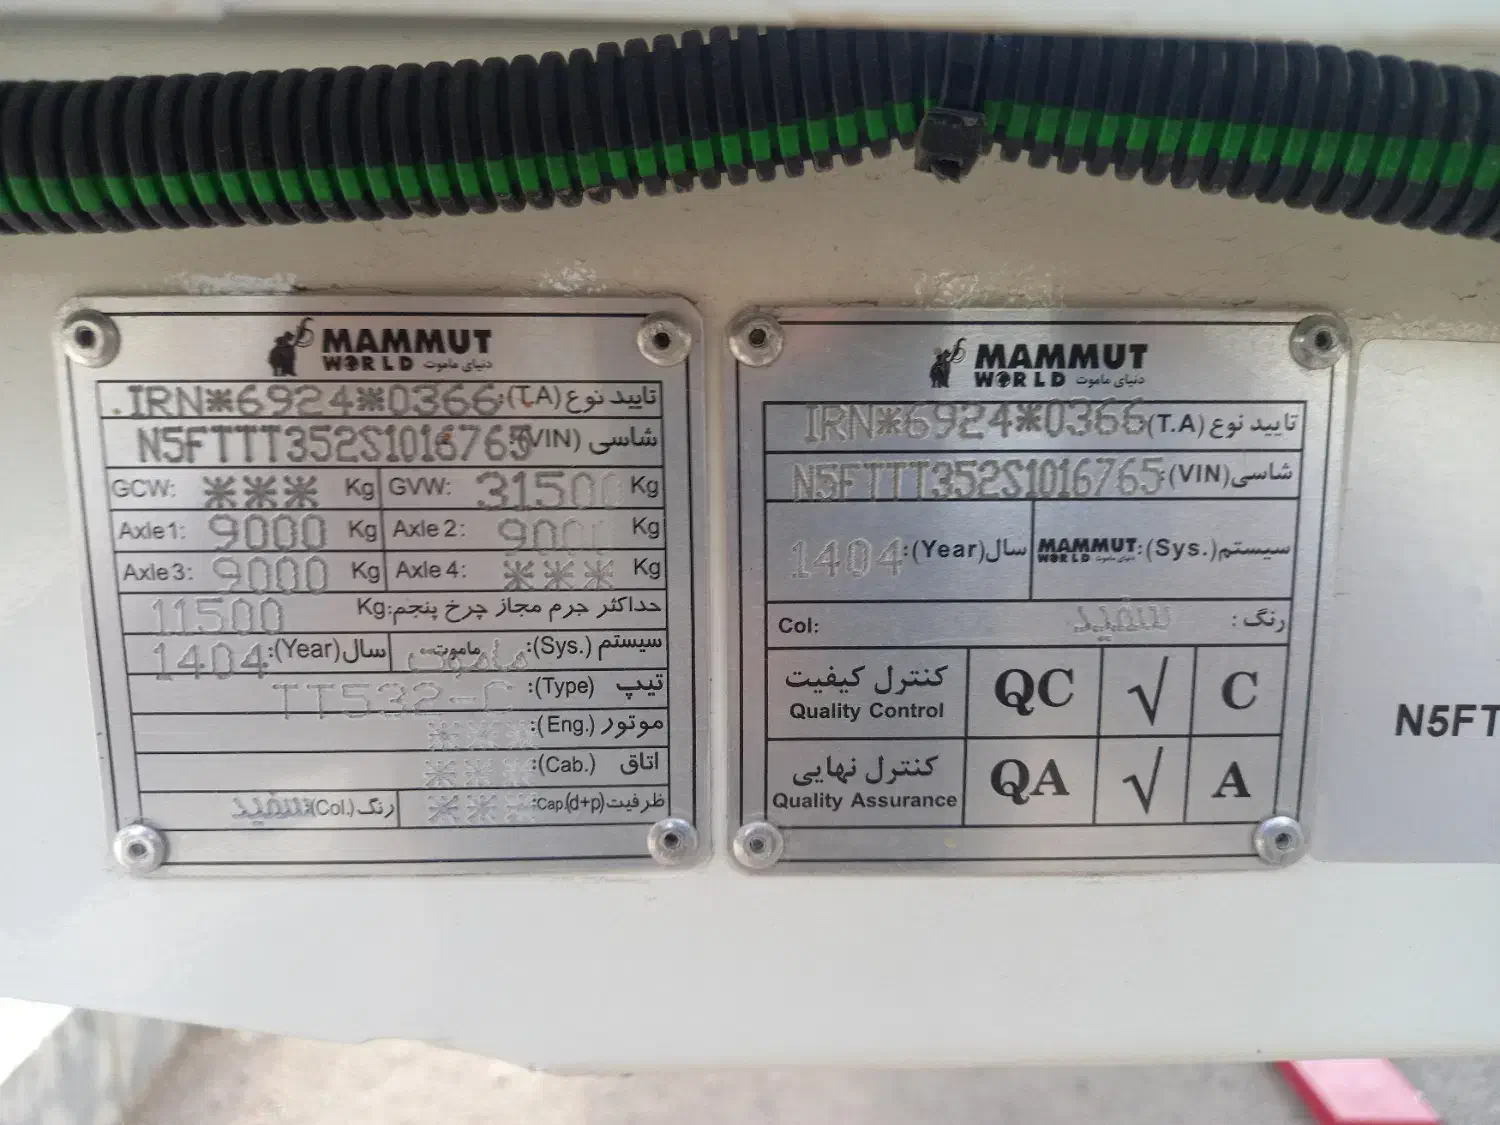 MAMMUT
WORLD دنیای ماموت
تایید نوع (T.A): IRN*6924*0366
شاسی (VIN): N5FTTT352S1016765
GCW: *** Kg GVW: 31500 Kg
Axle1: 9000 Kg Axle 2: 9000 Kg
Axle3: 9000 Kg Axle 4: *** Kg
حداکثر جرم مجاز چرخ پنجم: 11500 Kg
سیستم (Sys.): ماموت سال(Year): 1404
تیپ (Type): TT532-C
موتور (Eng.): ***
اتاق (Cab.): ***
ظرفیت Cap.(d+p): *** رنگ (Col.): سفید
MAMMUT
WORLD دنیای ماموت
تایید نوع (T.A): IRN*6924*0366
شاسی (VIN): N5FTTT352S1016765
سیستم (Sys.): MAMMUT WORLD دنیای ماموت سال(Year): 1404
رنگ : سفید Col:
کنترل کیفیت QC √ C
Quality Control
کنترل نهایی QA √ A
Quality Assurance
N5FT